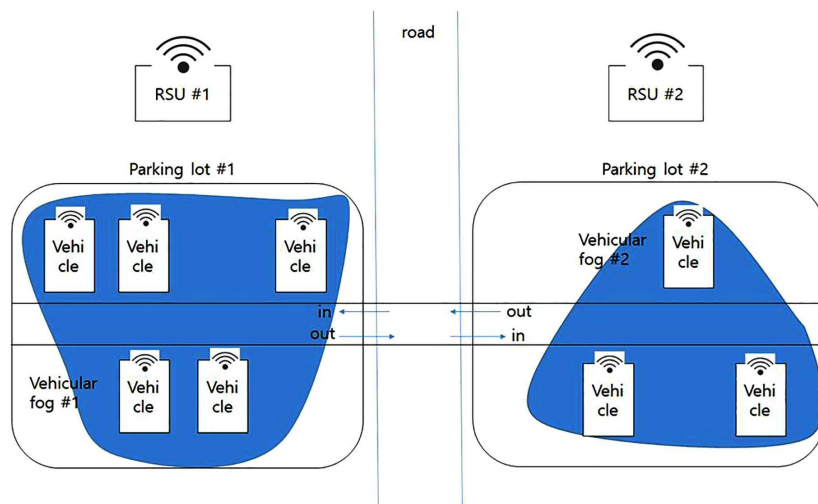 road
RSU #1
RSU #2
Parking lot #1
Parking lot #2
Vehi
cle
Vehi
cle
Vehi
cle
Vehicular
fog #2
Vehi
cle
in
out
out
in
Vehicular
fog #1
Vehi
cle
Vehi
cle
Vehi
cle
Vehi
cle